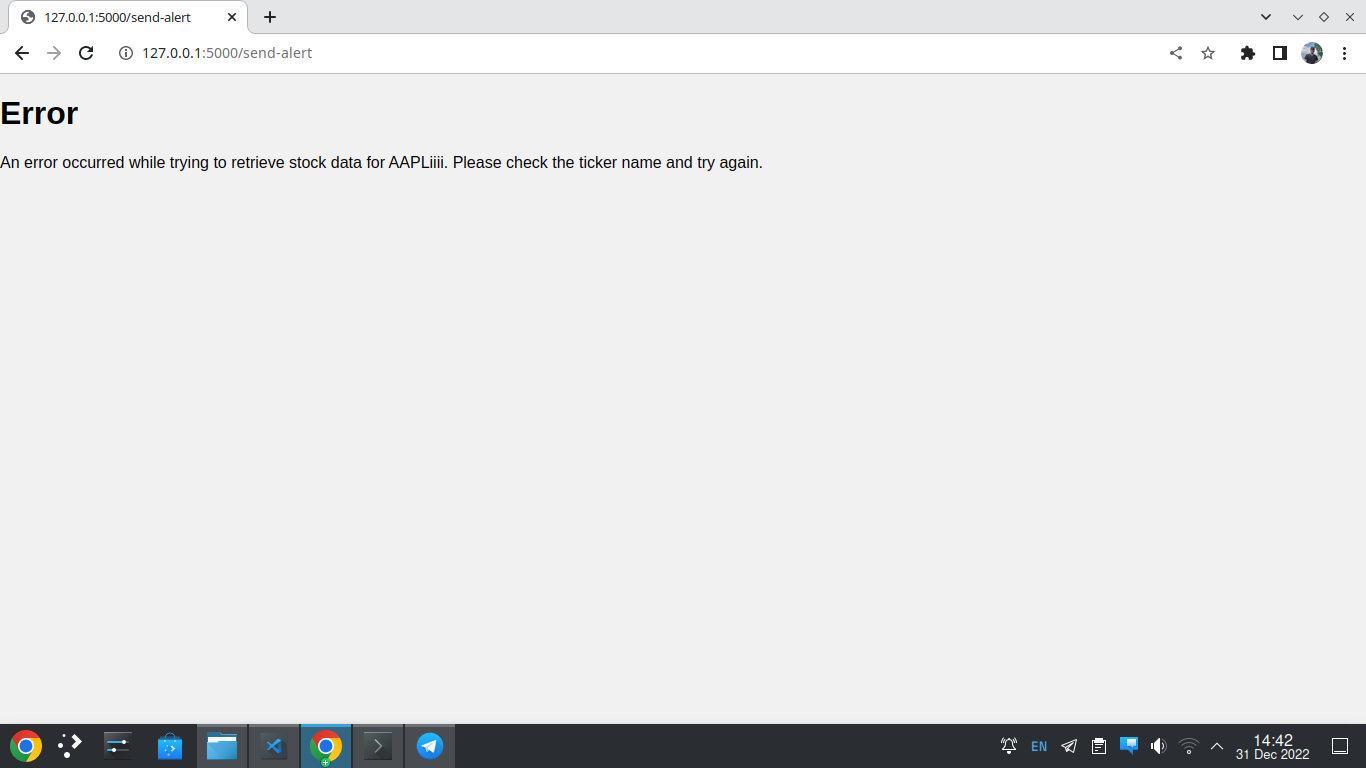 127.0.0.1:5000/send-alert
127.0.0.1:5000/send-alert
Error
An error occurred while trying to retrieve stock data for AAPLiiii. Please check the ticker name and try again.
EN
14:42
31 Dec 2022